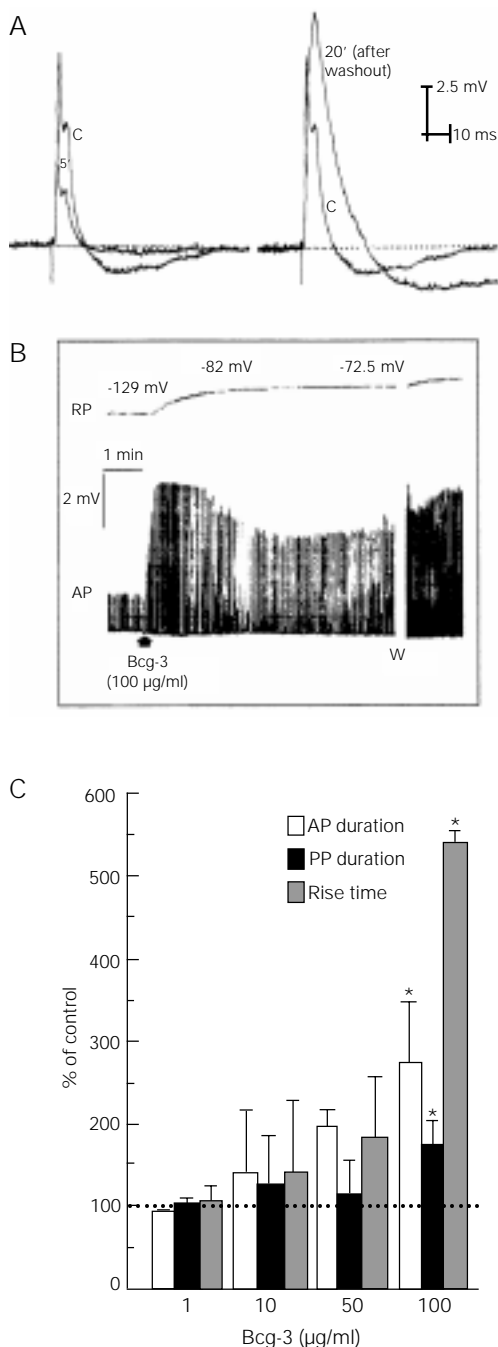 A
20' (after
washout)
2.5 mV
10 ms
C
5'
C
B
-129 mV
-82 mV
-72.5 mV
RP
1 min
2 mV
AP
Bcg-3
(100 µg/ml)
W
C
600
500
400
300
200
100
0
% of control
AP duration
PP duration
Rise time
*
*
*
1 10 50 100
Bcg-3 (µg/ml)